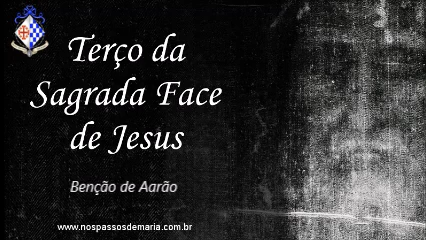 Terço da
Sagrada Face
de Jesus
Benção de Aarão
www.nospassosdemaria.com.br